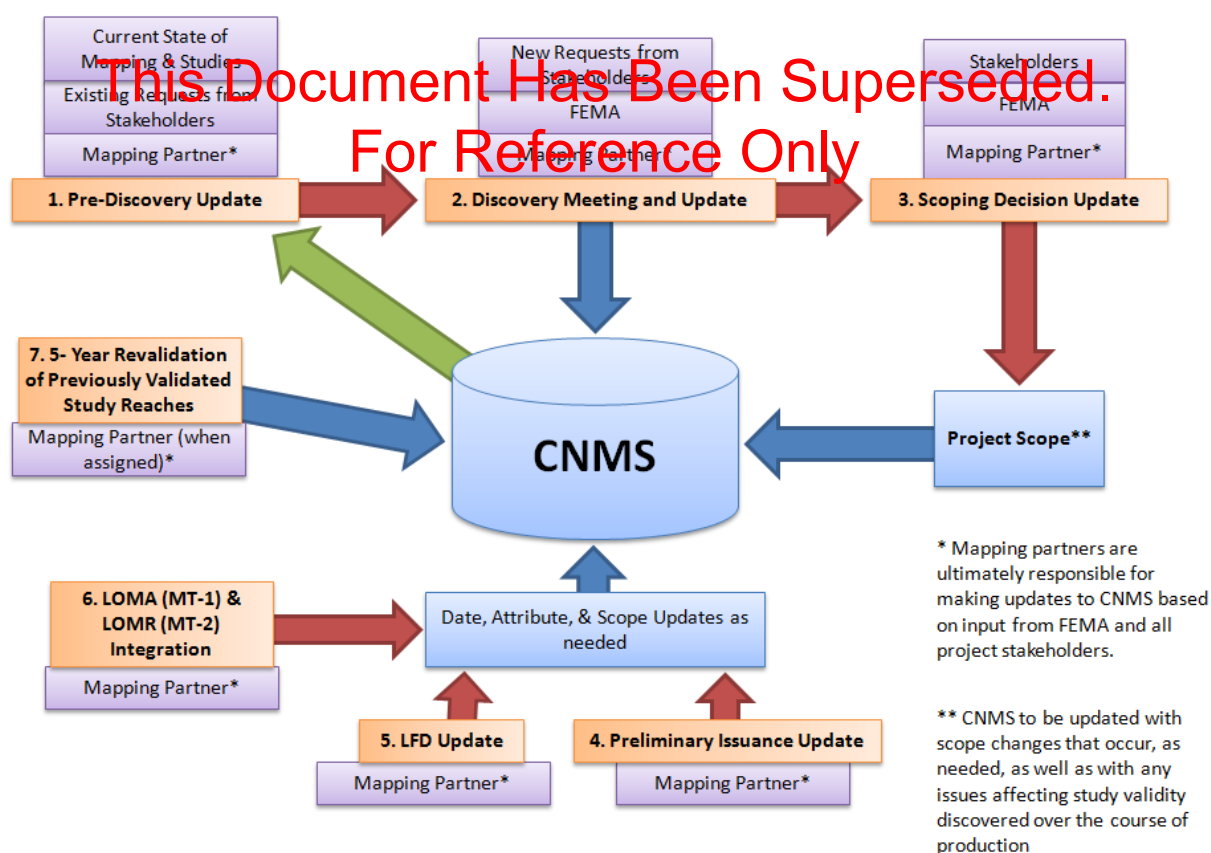 Current State of
Mapping & Studies
Existing Requests from
Stakeholders
Mapping Partner*
1. Pre-Discovery Update
New Requests from
Stakeholders
FEMA
Mapping Partner*
2. Discovery Meeting and Update
Stakeholders
FEMA
Mapping Partner*
3. Scoping Decision Update
This Document Has Been Superseded.
For Reference Only
7. 5- Year Revalidation
of Previously Validated
Study Reaches
Mapping Partner (when
assigned)*
CNMS
Project Scope**
6. LOMA (MT-1) &
LOMR (MT-2)
Integration
Mapping Partner*
Date, Attribute, & Scope Updates as
needed
5. LFD Update
Mapping Partner*
4. Preliminary Issuance Update
Mapping Partner*
* Mapping partners are
ultimately responsible for
making updates to CNMS based
on input from FEMA and all
project stakeholders.
** CNMS to be updated with
scope changes that occur, as
needed, as well as with any
issues affecting study validity
discovered over the course of
production